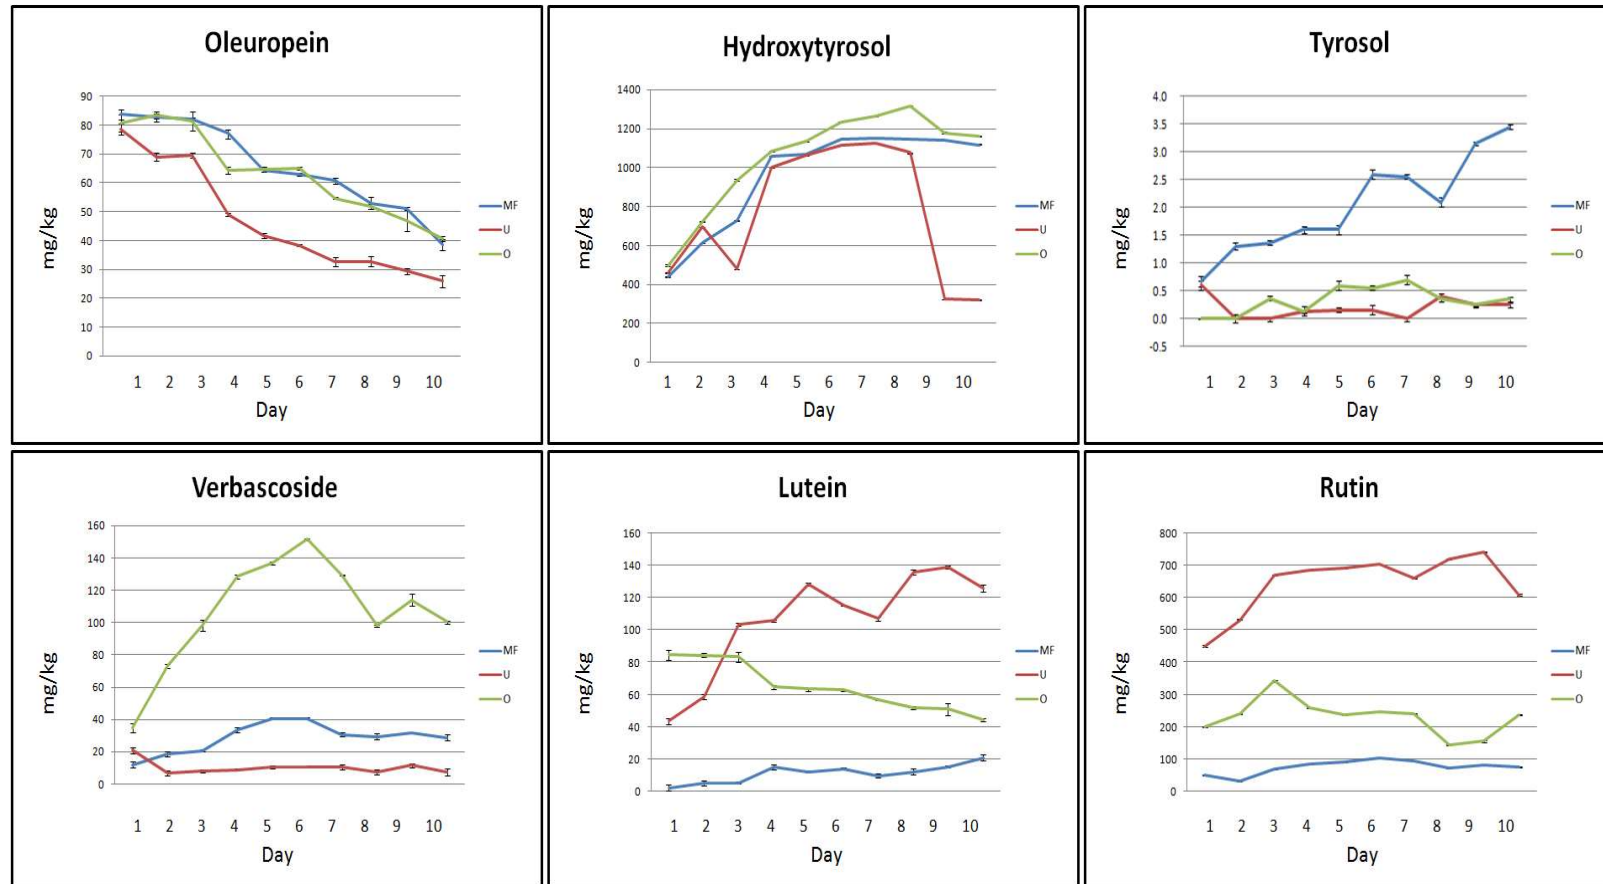 Oleuropein
90
80
70
60
50
40
30
20
10
0
mg/kg
1 2 3 4 5 6 7 8 9 10
Day
MF
U
O
Hydroxytyrosol
1400
1200
1000
800
600
400
200
0
mg/kg
1 2 3 4 5 6 7 8 9 10
Day
MF
U
O
Tyrosol
4.0
3.5
3.0
2.5
2.0
1.5
1.0
0.5
0.0
-0.5
mg/kg
1 2 3 4 5 6 7 8 9 10
Day
MF
U
O
Verbascoside
160
140
120
100
80
60
40
20
0
mg/kg
1 2 3 4 5 6 7 8 9 10
Day
MF
U
O
Lutein
160
140
120
100
80
60
40
20
0
mg/kg
1 2 3 4 5 6 7 8 9 10
Day
MF
U
O
Rutin
800
700
600
500
400
300
200
100
0
mg/kg
1 2 3 4 5 6 7 8 9 10
Day
MF
U
O